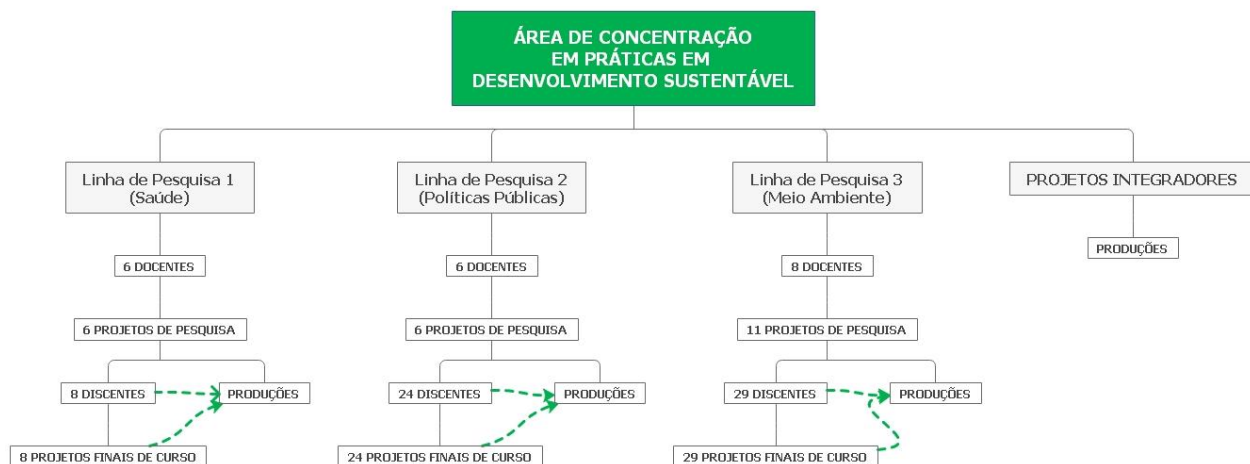 ÁREA DE CONCENTRAÇÃO
EM PRÁTICAS EM
DESENVOLVIMENTO SUSTENTÁVEL
Linha de Pesquisa 1
(Saúde)
Linha de Pesquisa 2
(Políticas Públicas)
Linha de Pesquisa 3
(Meio Ambiente)
PROJETOS INTEGRADORES
6 DOCENTES
6 DOCENTES
8 DOCENTES
PRODUÇÕES
6 PROJETOS DE PESQUISA
6 PROJETOS DE PESQUISA
11 PROJETOS DE PESQUISA
8 DISCENTES
PRODUÇÕES
24 DISCENTES
PRODUÇÕES
29 DISCENTES
PRODUÇÕES
8 PROJETOS FINAIS DE CURSO
24 PROJETOS FINAIS DE CURSO
29 PROJETOS FINAIS DE CURSO